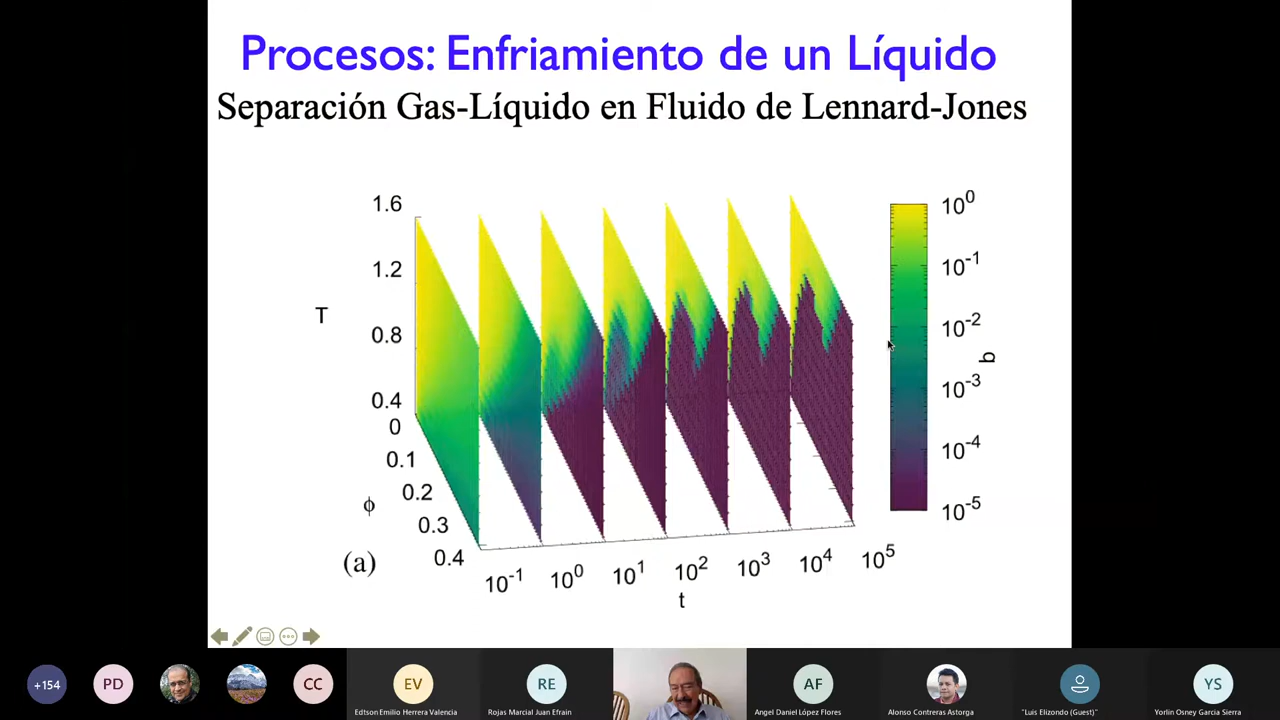 Procesos: Enfriamiento de un Líquido
Separación Gas-Líquido en Fluido de Lennard-Jones
1.6
1.2
T
0.8
0.4
0
0.1
0.2
ϕ
0.3
0.4
(a)
10⁻¹
10⁰
10¹
10²
10³
10⁴
10⁵
t
10⁰
10⁻¹
10⁻²
b
10⁻³
10⁻⁴
10⁻⁵
+154
PD
CC
EV
Edtson Emilio Herrera Valencia
RE
Rojas Marcial Juan Efrain
AF
Angel Daniel López Flores
Alonso Contreras Astorga
"Luis Elizondo (Guest)"
YS
Yorlin Osney Garcia Sierra